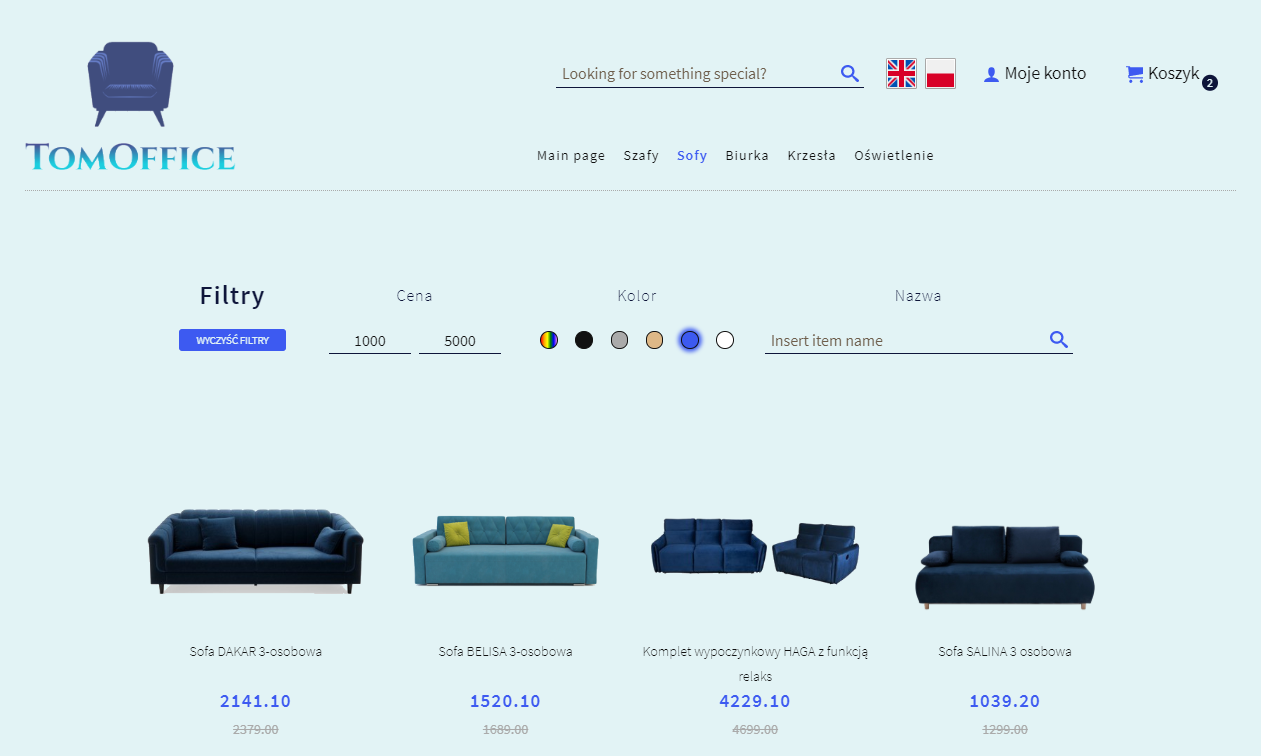 Looking for something special?
Moje konto
Koszyk 2
TomOffice
Main page Szafy Sofy Biurka Krzesła Oświetlenie
Filtry Cena Kolor Nazwa
WYCZYŚĆ FILTRY 1000 5000 Insert item name
Sofa DAKAR 3-osobowa
2141.10
2379.00
Sofa BELISA 3-osobowa
1520.10
1689.00
Komplet wypoczynkowy HAGA z funkcją
relaks
4229.10
4699.00
Sofa SALINA 3 osobowa
1039.20
1299.00